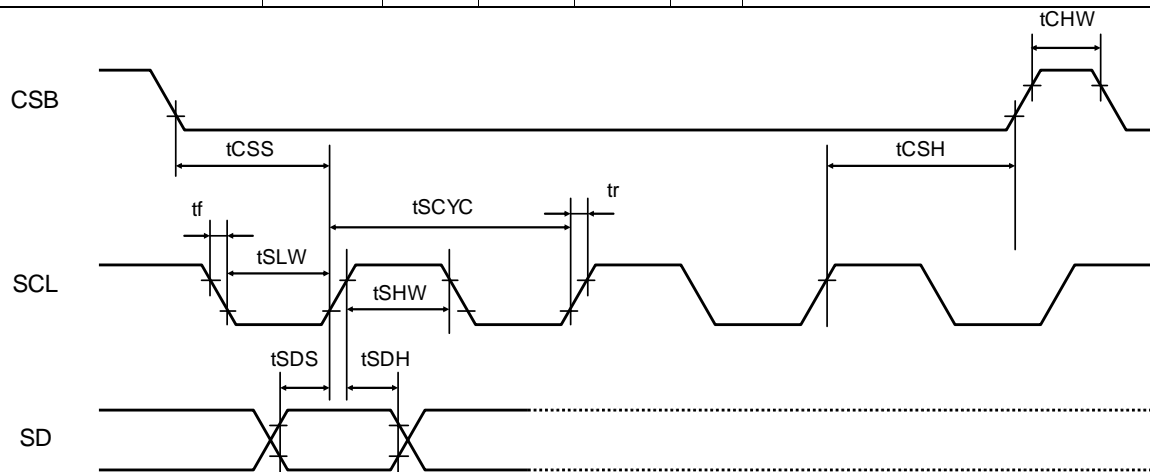 tCHW
CSB
tCSS
tCSH
tr
tf
tSCYC
tSLW
SCL
tSHW
tSDS
tSDH
SD